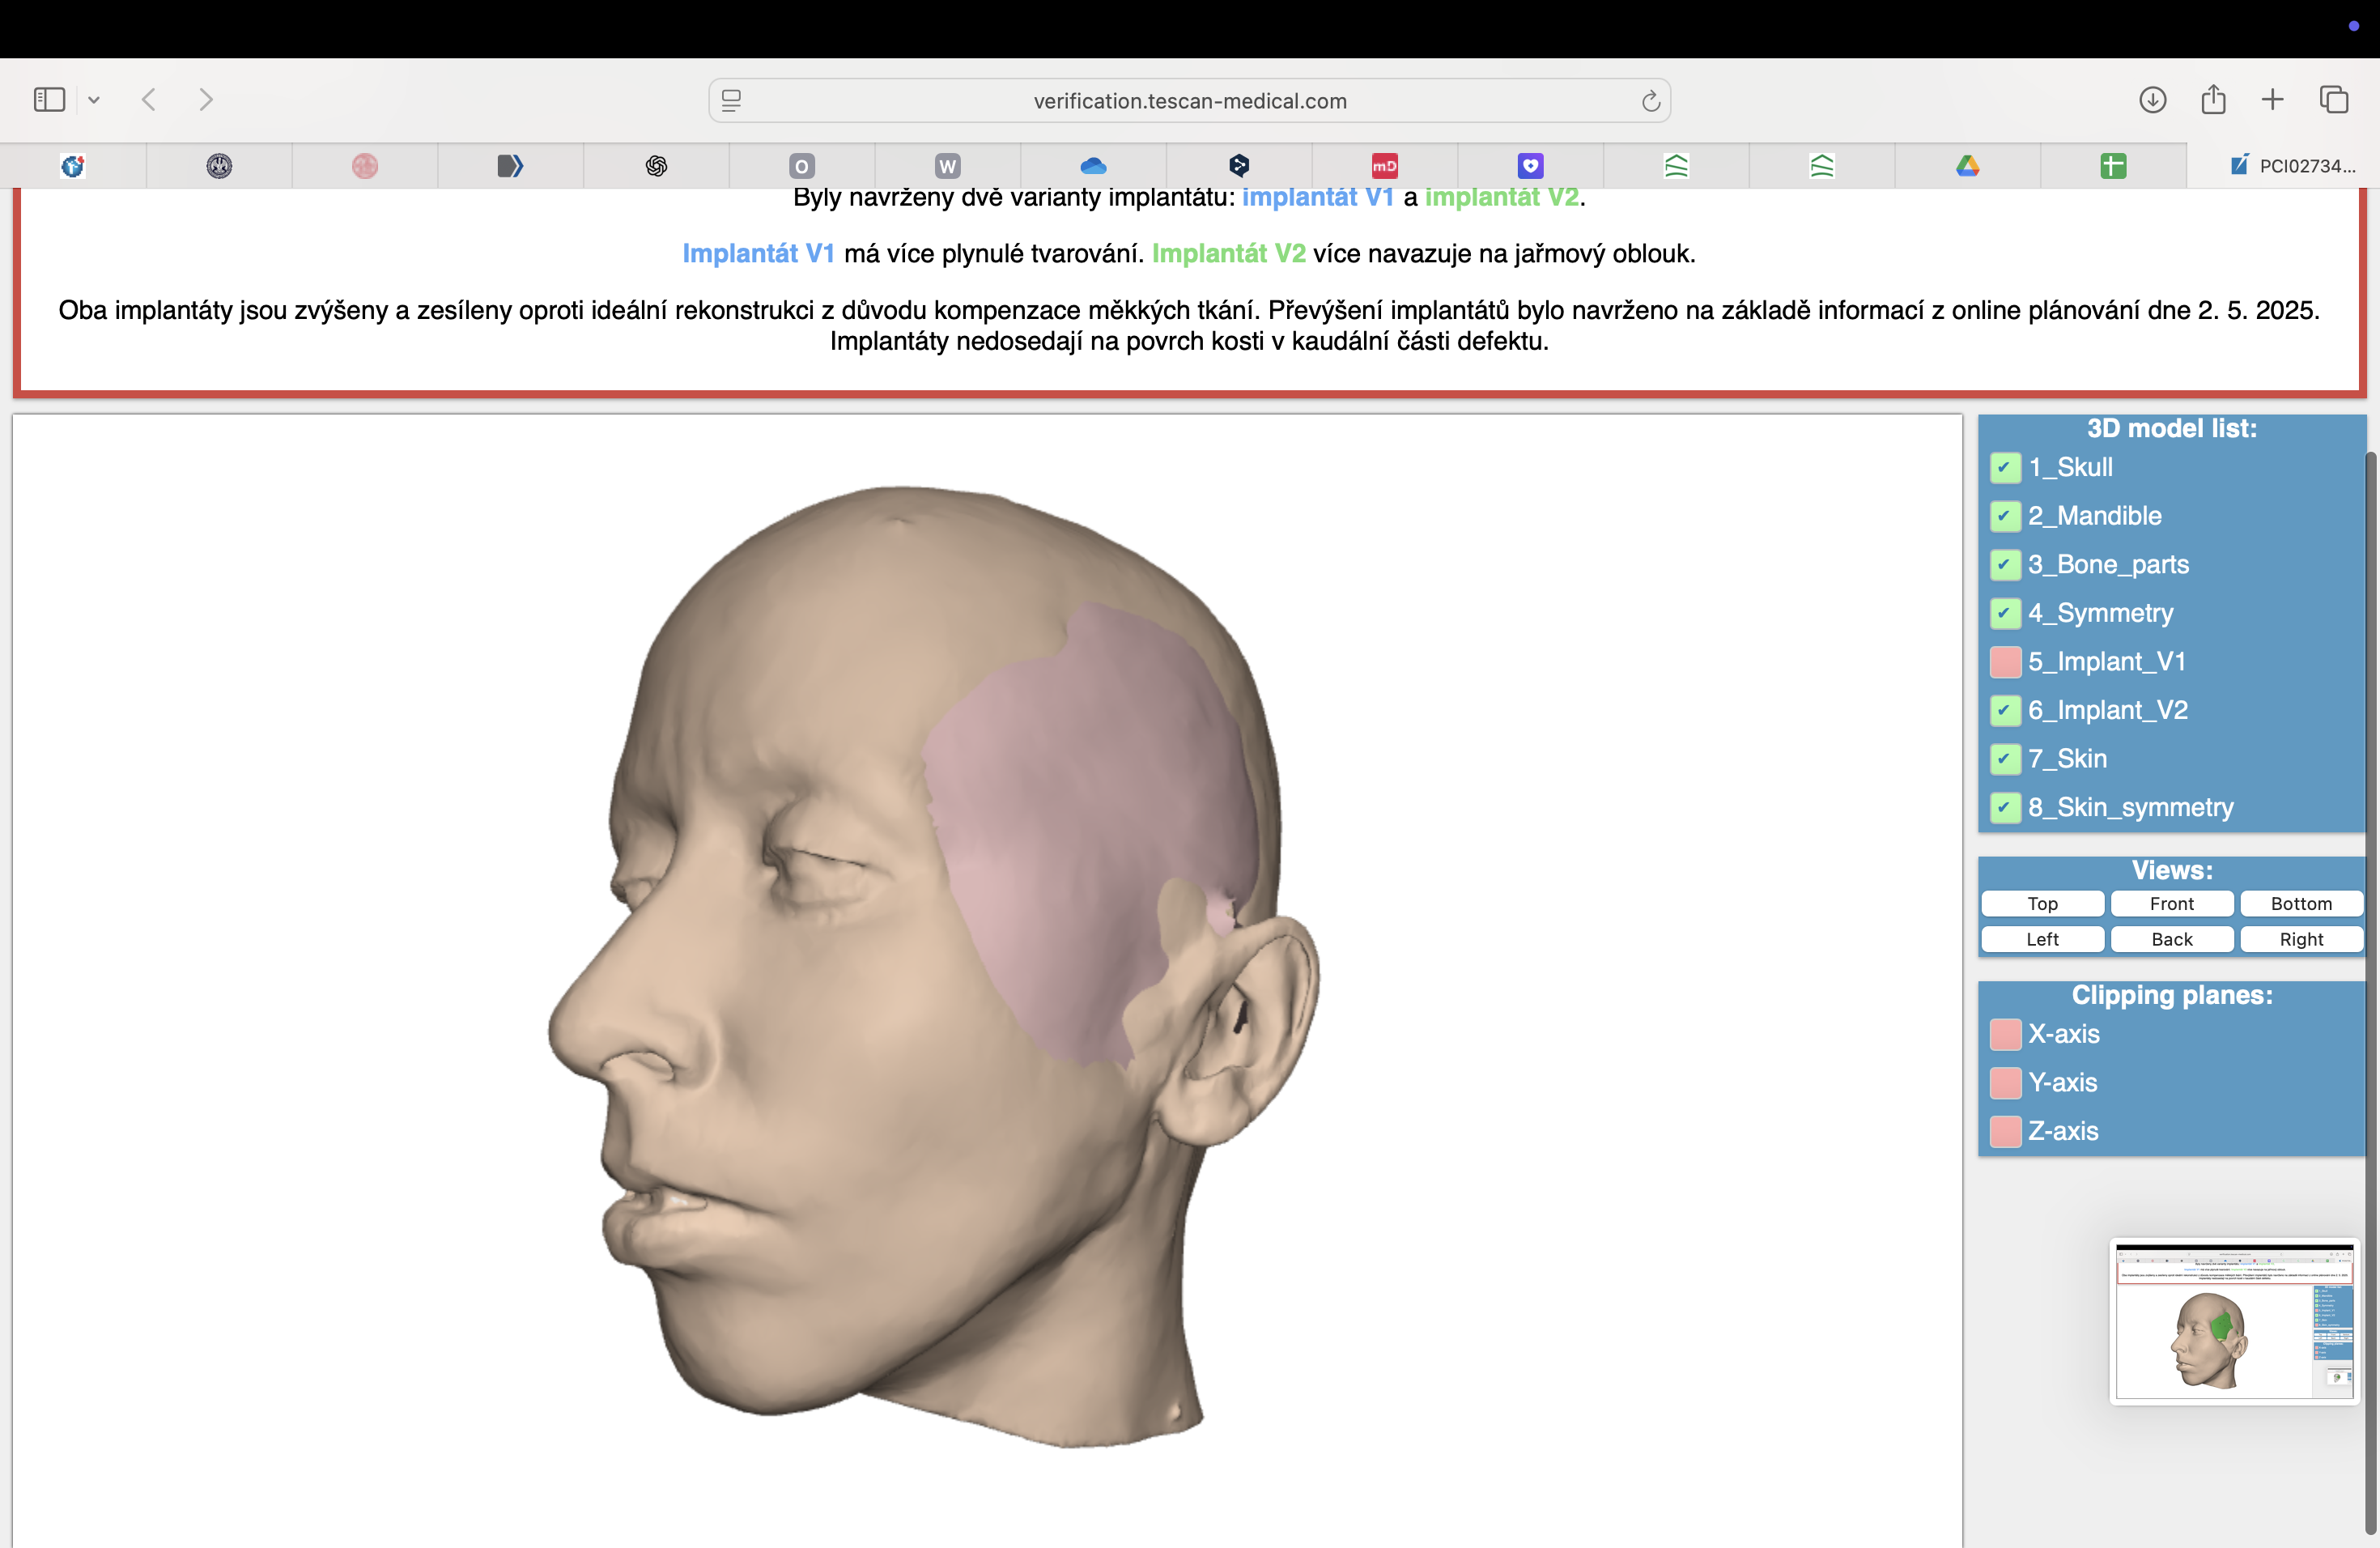 verification.tescan-medical.com
O
W
mD
PCI02734...
Byly navrženy dvě varianty implantátu: implantát V1 a implantát V2.
Implantát V1 má více plynulé tvarování. Implantát V2 více navazuje na jařmový oblouk.
Oba implantáty jsou zvýšeny a zesíleny oproti ideální rekonstrukci z důvodu kompenzace měkkých tkání. Převýšení implantátů bylo navrženo na základě informací z online plánování dne 2. 5. 2025.
Implantáty nedosedají na povrch kosti v kaudální části defektu.
3D model list:
1_Skull
2_Mandible
3_Bone_parts
4_Symmetry
5_Implant_V1
6_Implant_V2
7_Skin
8_Skin_symmetry
Views:
Top Front Bottom
Left Back Right
Clipping planes:
X-axis
Y-axis
Z-axis